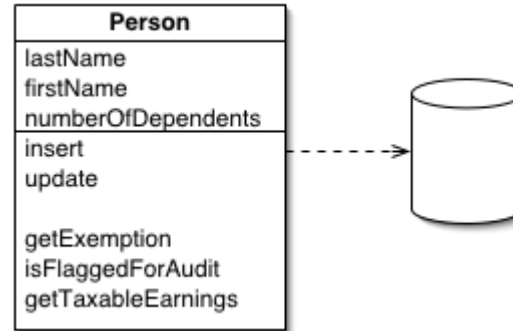 Person
lastName
firstName
numberOfDependents
insert
update
getExemption
isFlaggedForAudit
getTaxableEarnings